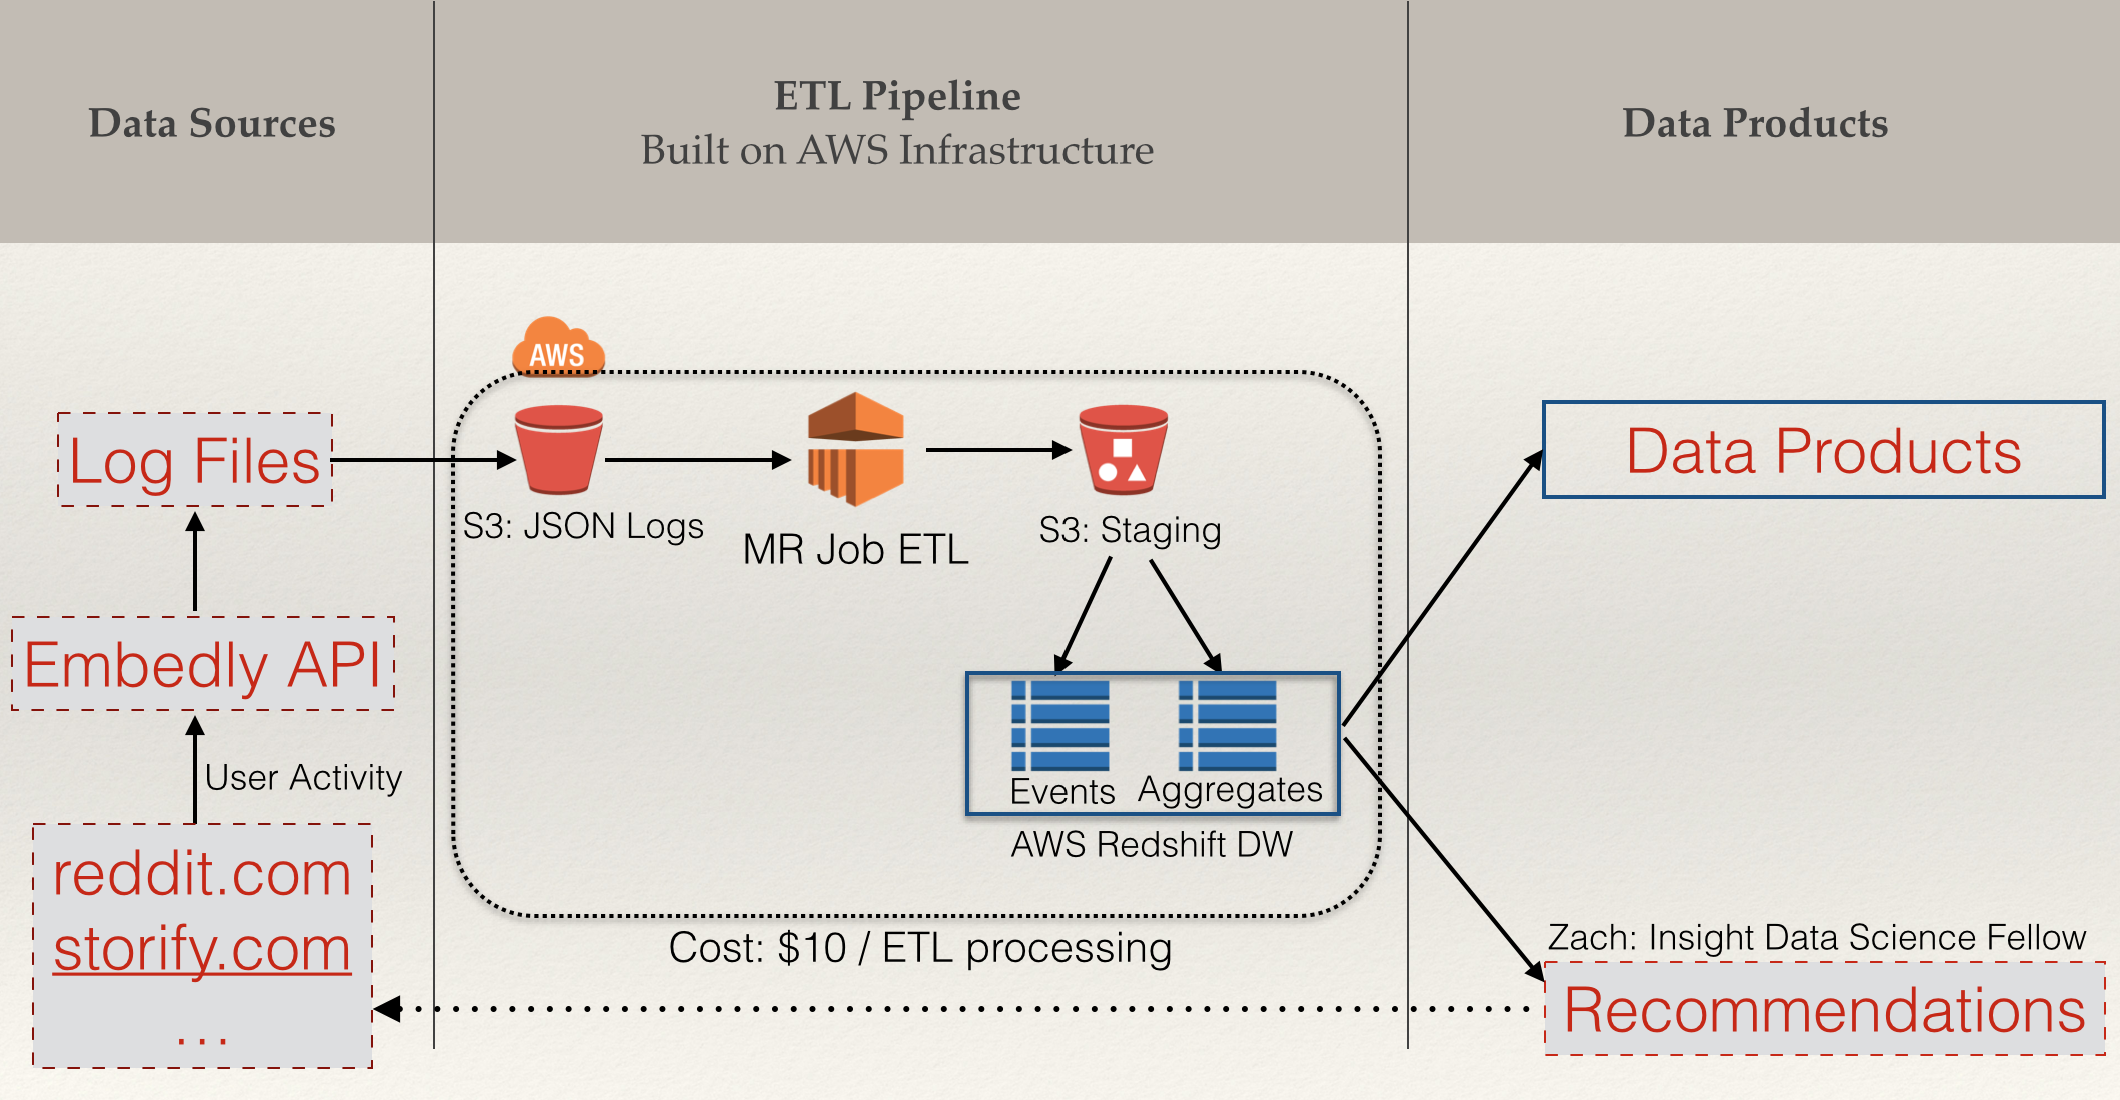 Data Sources
ETL Pipeline
Built on AWS Infrastructure
Data Products
AWS
Log Files
S3: JSON Logs
MR Job ETL
S3: Staging
Data Products
Embedly API
User Activity
Events
Aggregates
AWS Redshift DW
reddit.com
storify.com
...
Cost: $10 / ETL processing
Zach: Insight Data Science Fellow
Recommendations